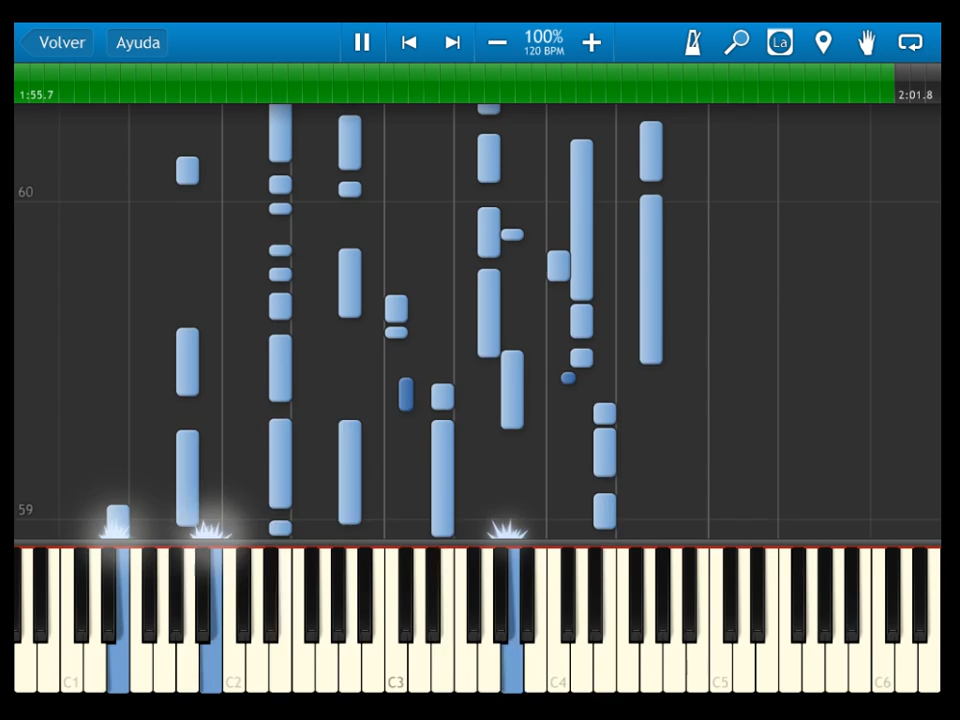 Volver
Ayuda
100%
120 BPM
La
1:55.7
2:01.8
60
59
C1
C2
C3
C4
C5
C6